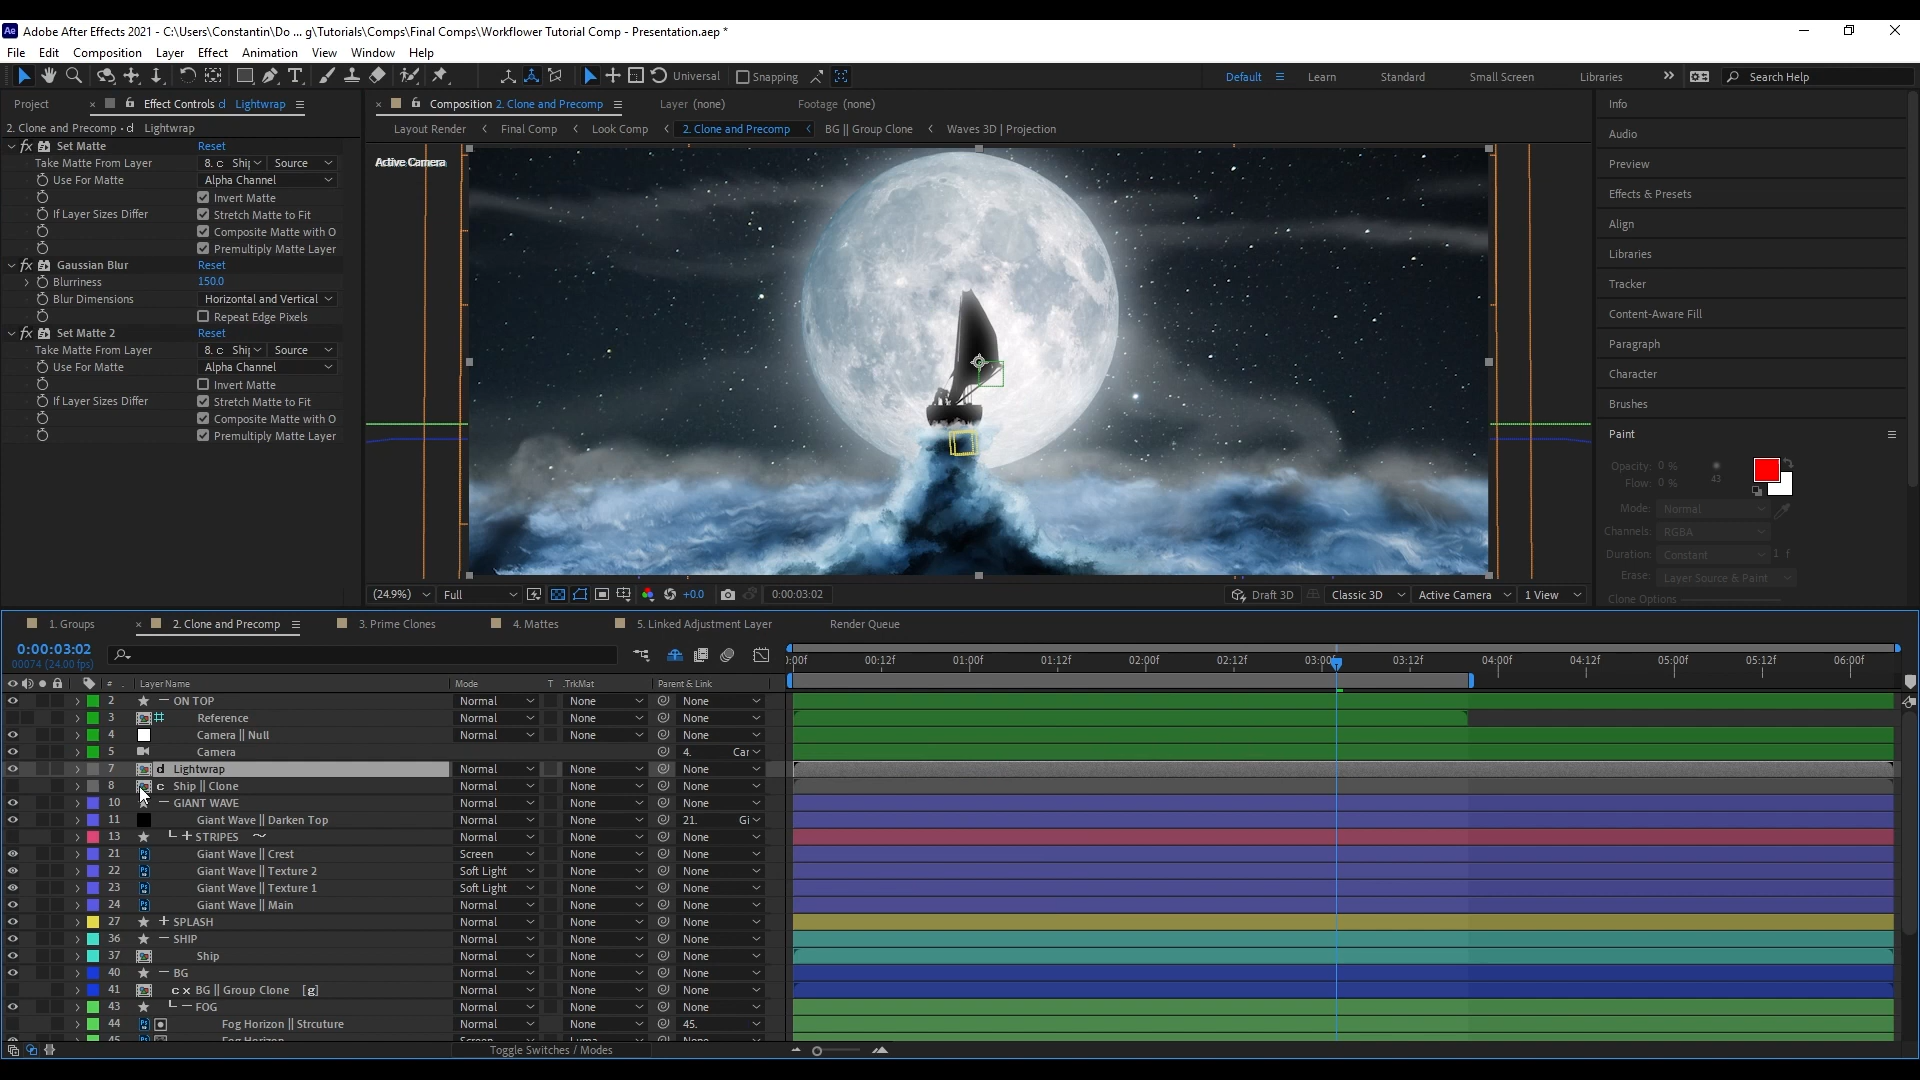 Ae Adobe After Effects 2021 - C:\Users\Constantin\Do ... g\Tutorials\Comps\Final Comps\Workflower Tutorial Comp - Presentation.aep *
File Edit Composition Layer Effect Animation View Window Help
Universal Snapping Default Learn Standard Small Screen Libraries Search Help
Project Effect Controls d Lightwrap
2. Clone and Precomp • d Lightwrap
fx Set Matte Reset
Take Matte From Layer 8. c Ship Source
Use For Matte Alpha Channel
Invert Matte
If Layer Sizes Differ Stretch Matte to Fit
Composite Matte with O
Premultiply Matte Layer
fx Gaussian Blur Reset
Blurriness 150.0
Blur Dimensions Horizontal and Vertical
Repeat Edge Pixels
fx Set Matte 2 Reset
Take Matte From Layer 8. c Ship Source
Use For Matte Alpha Channel
Invert Matte
If Layer Sizes Differ Stretch Matte to Fit
Composite Matte with O
Premultiply Matte Layer
Composition 2. Clone and Precomp Layer (none) Footage (none)
Layout Render Final Comp Look Comp 2. Clone and Precomp BG || Group Clone Waves 3D | Projection
Active Camera
(24.9%) Full +0.0 0:00:03:02 Draft 3D Classic 3D Active Camera 1 View
Info
Audio
Preview
Effects & Presets
Align
Libraries
Tracker
Content-Aware Fill
Paragraph
Character
Brushes
Paint
Opacity: 0 %
Flow: 0 % 43
Mode: Normal
Channels: RGBA
Duration: Constant 1 f
Erase: Layer Source & Paint
Clone Options
1. Groups 2. Clone and Precomp 3. Prime Clones 4. Mattes 5. Linked Adjustment Layer Render Queue
0:00:03:02
00074 (24.00 fps)
:00f 00:12f 01:00f 01:12f 02:00f 02:12f 03:00f 03:12f 04:00f 04:12f 05:00f 05:12f 06:00f
# Layer Name Mode T .TrkMat Parent & Link
2 ON TOP Normal None None
3 Reference Normal None None
4 Camera || Null Normal None None
5 Camera 4. Car
7 d Lightwrap Normal None None
8 c Ship || Clone Normal None None
10 GIANT WAVE Normal None None
11 Giant Wave || Darken Top Normal None 21. Gi
13 STRIPES Normal None None
21 Giant Wave || Crest Screen None None
22 Giant Wave || Texture 2 Soft Light None None
23 Giant Wave || Texture 1 Soft Light None None
24 Giant Wave || Main Normal None None
27 SPLASH Normal None None
36 SHIP Normal None None
37 Ship Normal None None
40 BG Normal None None
41 c x BG || Group Clone [g] Normal None None
43 FOG Normal None None
44 Fog Horizon || Strcuture Normal None 45.
45 Fog Horizon Screen Luma None
Toggle Switches / Modes